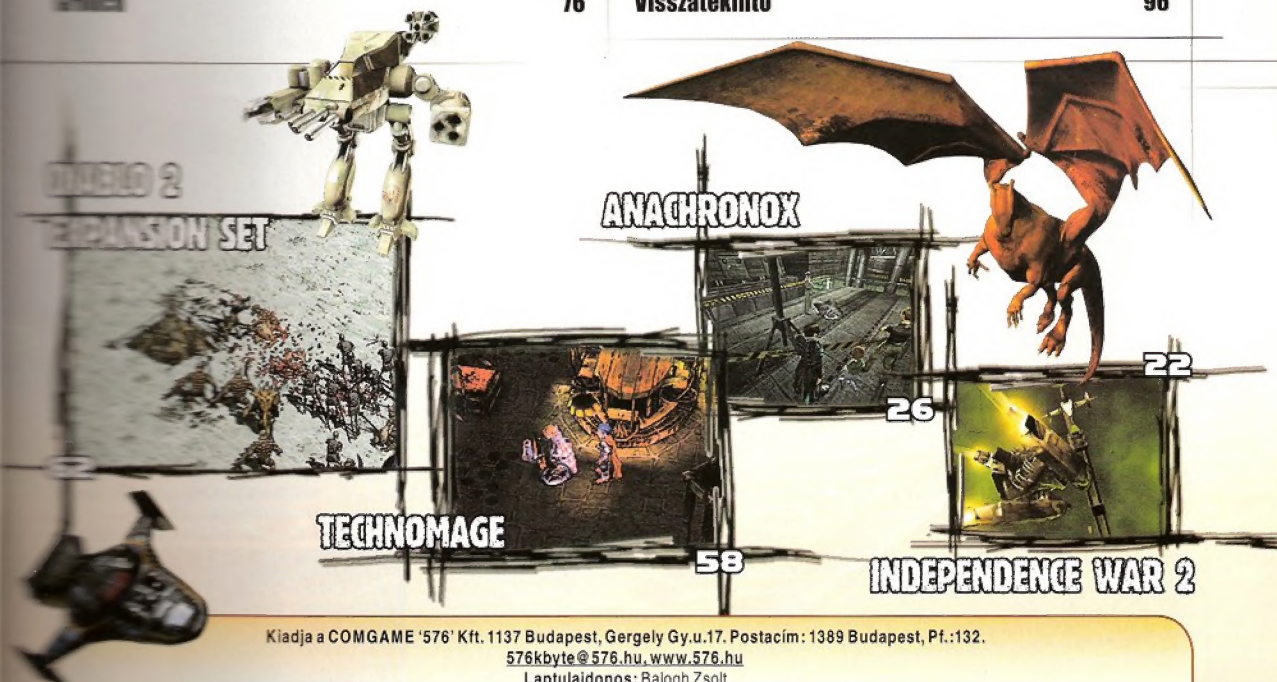 76
Visszatekintő 96
DIABLO 2
EXPANSION SET
ANACHRONOX
22
26
TECHNOMAGE
58
INDEPENDENCE WAR 2
Kiadja a COMGAME '576' Kft. 1137 Budapest, Gergely Gy.u.17. Postacím: 1389 Budapest, Pf.:132.
576kbyte@576.hu, www.576.hu
Laptulajdonos: Balogh Zsolt